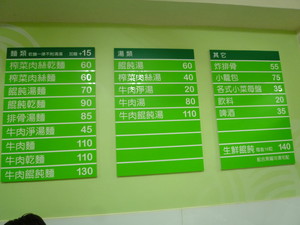 麵類 +15
榨菜肉絲乾麵 60
榨菜肉絲麵 60
餛飩湯麵 70
餛飩乾麵 90
排骨湯麵 85
牛肉淨湯麵 45
牛肉麵 110
牛肉乾麵 110
牛肉餛飩麵 130
湯類
餛飩湯 60
榨菜肉絲湯 40
牛肉淨湯 20
牛肉湯 80
牛肉餛飩湯 110
其它
炸排骨 55
小籠包 75
各式小菜 35
飲料 20
啤酒 35
生鮮餛飩 140